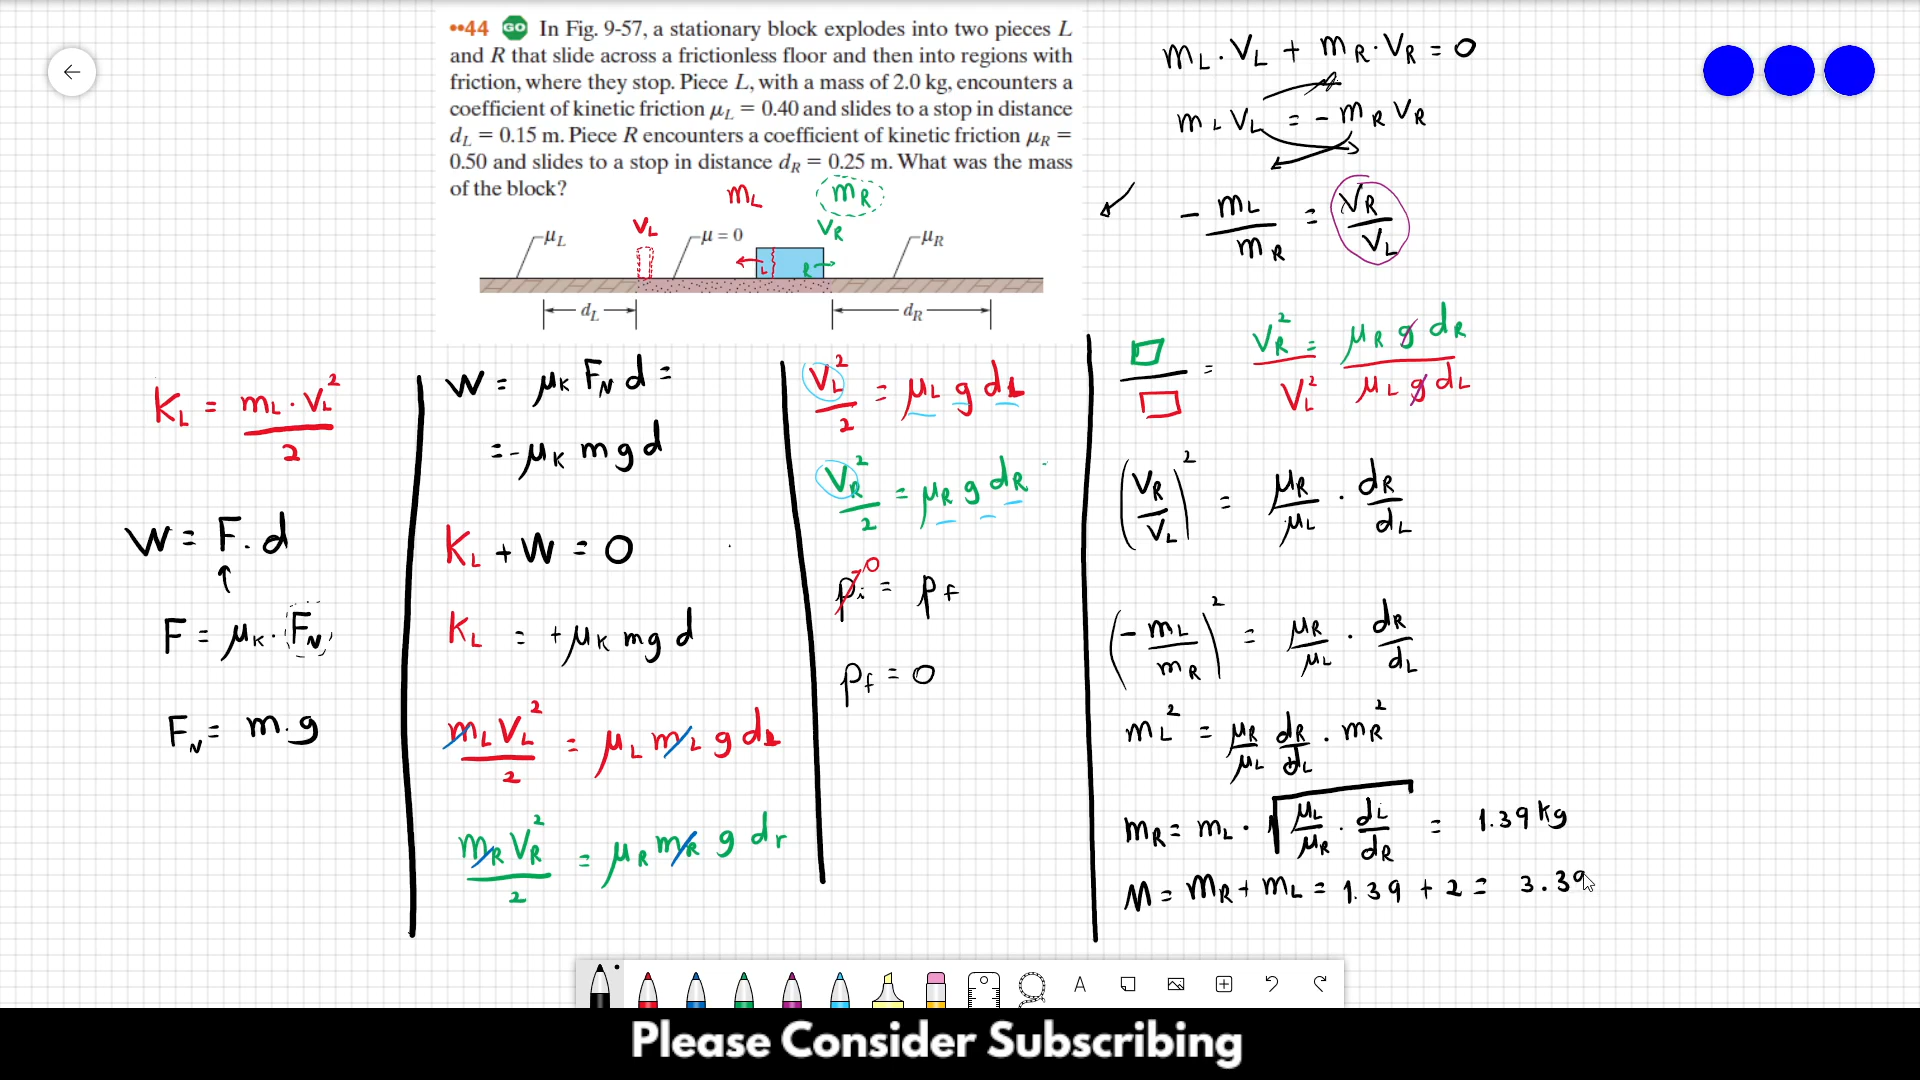 ••44 GO In Fig. 9-57, a stationary block explodes into two pieces L
and R that slide across a frictionless floor and then into regions with
friction, where they stop. Piece L, with a mass of 2.0 kg, encounters a
coefficient of kinetic friction μL = 0.40 and slides to a stop in distance
dL = 0.15 m. Piece R encounters a coefficient of kinetic friction μR =
0.50 and slides to a stop in distance dR = 0.25 m. What was the mass
of the block?
mL mR
VL VR
μL μ = 0 μR
L R
dL dR
KL = mL · VL² / 2
W = F. d
F = μK · FN
FN = m.g
W = μK FN d =
= -μK m g d
KL + W = 0
KL = +μK mg d
mL VL² / 2 = μL mL g dL
mR VR² / 2 = μR mR g dr
VL² / 2 = μL g dL
VR² / 2 = μR g dR
pi 0 = pf
pf = 0
mL · VL + mR · VR = 0
mL VL = - mR VR
- mL / mR = VR / VL
VR² / VL² = μR g dR / μL g dL
(VR / VL)² = μR / μL · dR / dL
(- mL / mR)² = μR / μL · dR / dL
mL² = μR / μL dR / dL · mR²
mR = mL · √ μL / μR · dL / dR = 1.39 kg
M = mR + mL = 1.39 + 2 = 3.39
A
Please Consider Subscribing